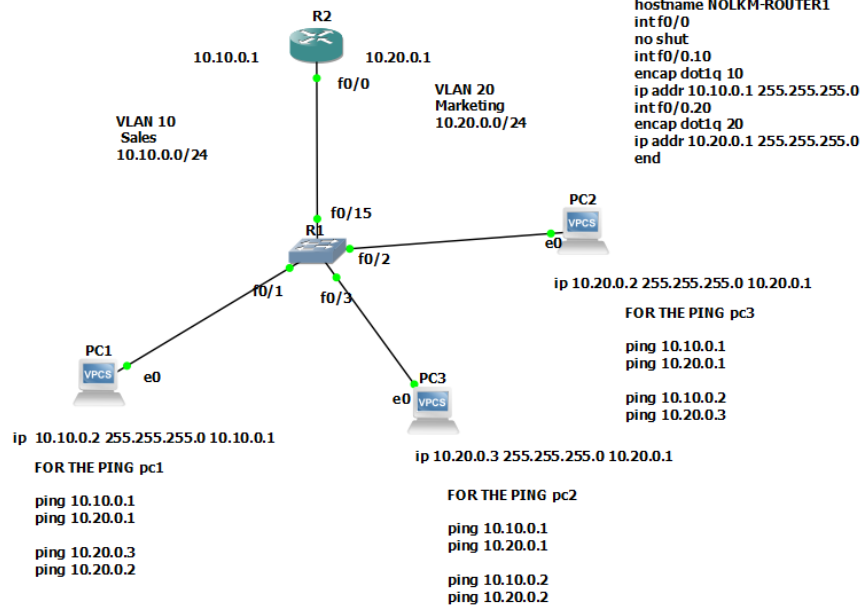 hostname NOLKM-ROUTER1
int f0/0
no shut
int f0/0.10
encap dot1q 10
ip addr 10.10.0.1 255.255.255.0
int f0/0.20
encap dot1q 20
ip addr 10.20.0.1 255.255.255.0
end
R2
10.10.0.1
10.20.0.1
f0/0
VLAN 20
Marketing
10.20.0.0/24
VLAN 10
Sales
10.10.0.0/24
f0/15
R1
f0/1
f0/2
f0/3
PC2
VPCS
e0
ip 10.20.0.2 255.255.255.0 10.20.0.1
FOR THE PING pc3
ping 10.10.0.1
ping 10.20.0.1
ping 10.10.0.2
ping 10.20.0.3
PC1
VPCS
e0
ip 10.10.0.2 255.255.255.0 10.10.0.1
FOR THE PING pc1
ping 10.10.0.1
ping 10.20.0.1
ping 10.20.0.3
ping 10.20.0.2
PC3
VPCS
e0
ip 10.20.0.3 255.255.255.0 10.20.0.1
FOR THE PING pc2
ping 10.10.0.1
ping 10.20.0.1
ping 10.10.0.2
ping 10.20.0.2